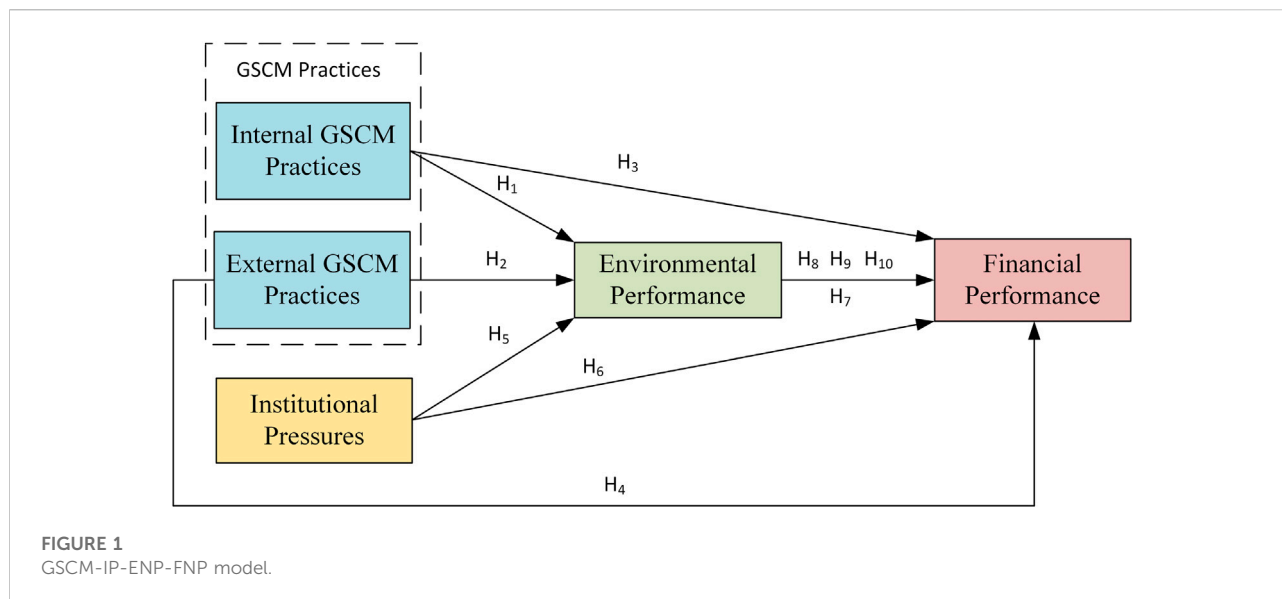 GSCM Practices
Internal GSCM
Practices
H₃
H₁
External GSCM
Practices
H₂
Environmental
Performance
H₈ H₉ H₁₀
H₇
Financial
Performance
H₅
H₆
Institutional
Pressures
H₄
FIGURE 1
GSCM-IP-ENP-FNP model.